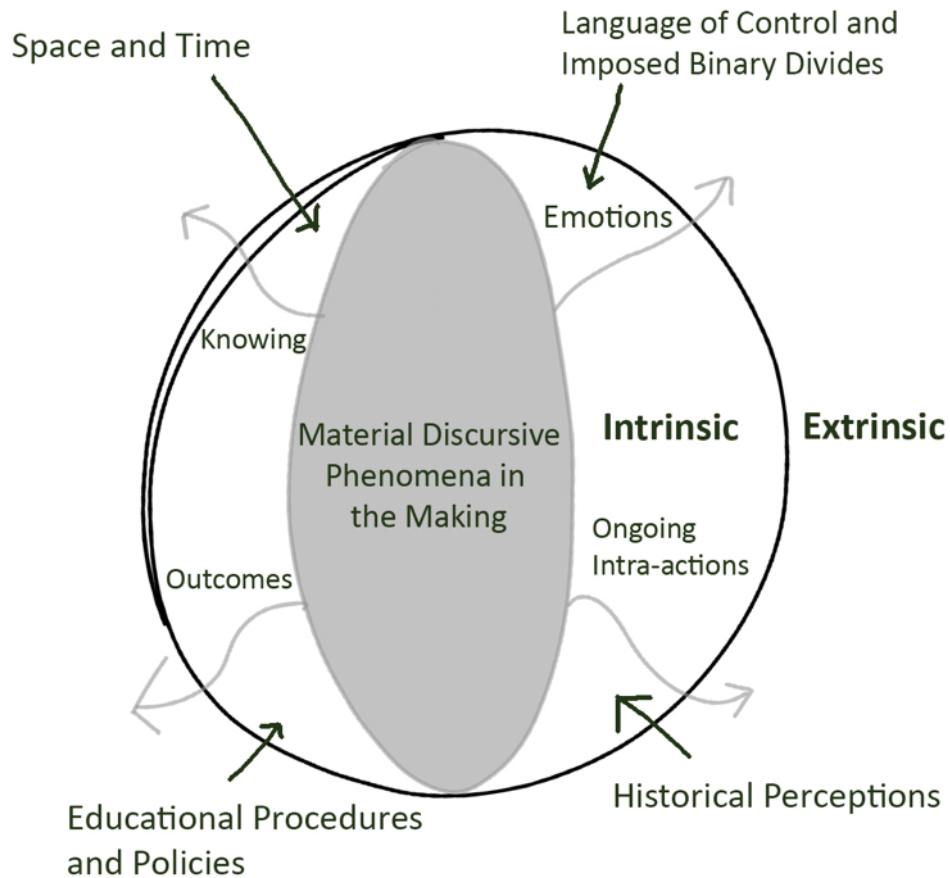 Space and Time
Language of Control and
Imposed Binary Divides
Emotions
Knowing
Intrinsic
Extrinsic
Material Discursive
Phenomena in
the Making
Ongoing
Intra-actions
Outcomes
Historical Perceptions
Educational Procedures
and Policies